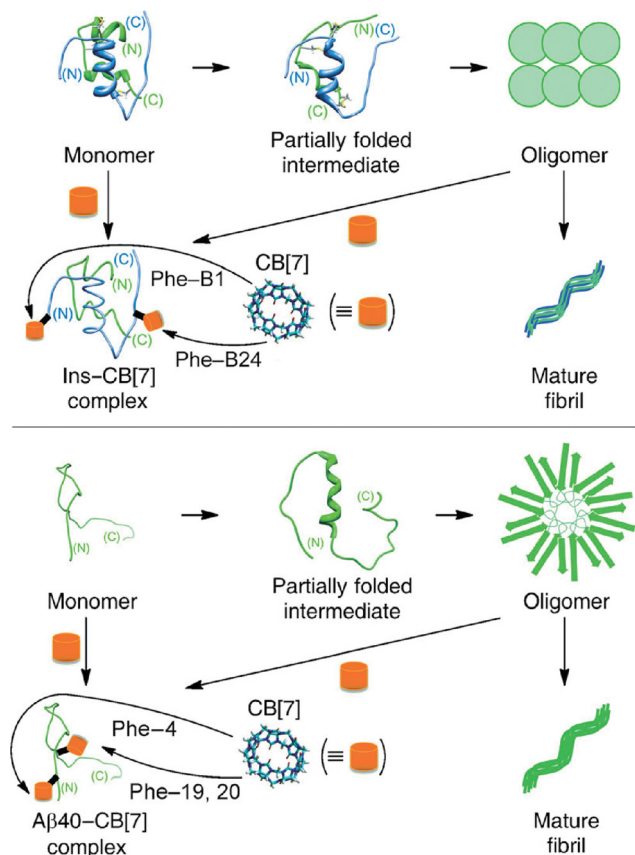 (C)
(N)
(N)
(C)
(N)(C)
(N)
(C)
Monomer
Partially folded
intermediate
Oligomer
(C)
(N)
Phe–B1
CB[7]
(N)
(≡ )
(C)
Phe–B24
Ins–CB[7]
complex
Mature
fibril
(N)
(C)
(C)
(N)
Monomer
Partially folded
intermediate
Oligomer
Phe–4
CB[7]
(C)
(≡ )
(N)
Phe–19, 20
Aβ40–CB[7]
complex
Mature
fibril